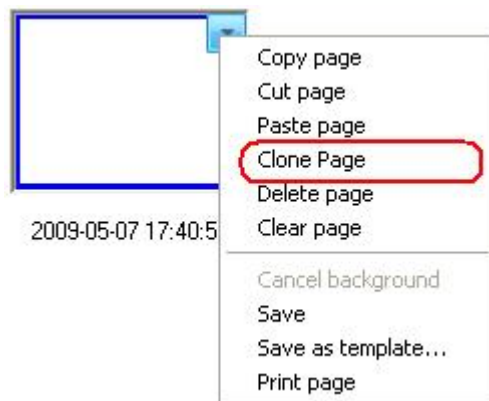 Copy page
Cut page
Paste page
Clone Page
Delete page
2009-05-07 17:40:5
Clear page
Cancel background
Save
Save as template...
Print page